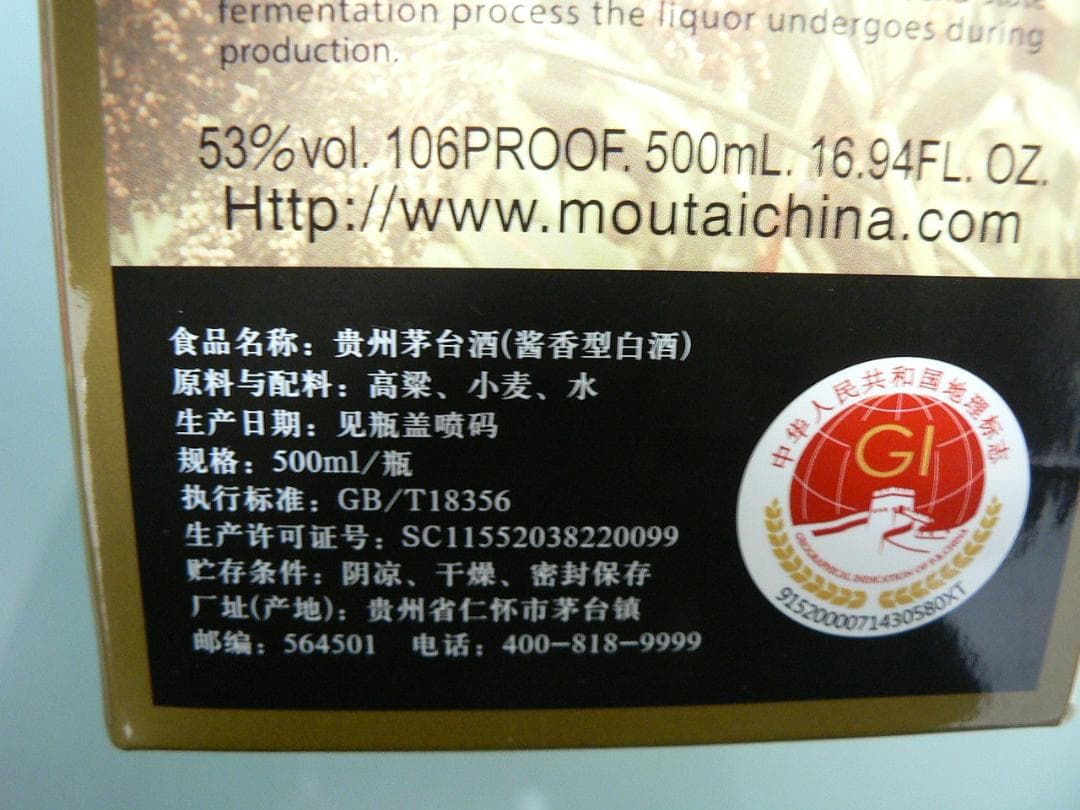 fermentation process the liquor undergoes during
production.
53%vol. 106PROOF. 500mL. 16.94FL. OZ.
Http://www.moutaichina.com
食品名称：贵州茅台酒(酱香型白酒)
原料与配料：高粱、小麦、水
生产日期：见瓶盖喷码
规格：500ml/瓶
执行标准：GB/T18356
生产许可证号：SC11552038220099
贮存条件：阴凉、干燥、密封保存
厂址(产地)：贵州省仁怀市茅台镇
邮编：564501 电话：400-818-9999
中华人民共和国地理标志
GI
GEOGRAPHICAL INDICATION OF P.R.CHINA
9152000071430580XT